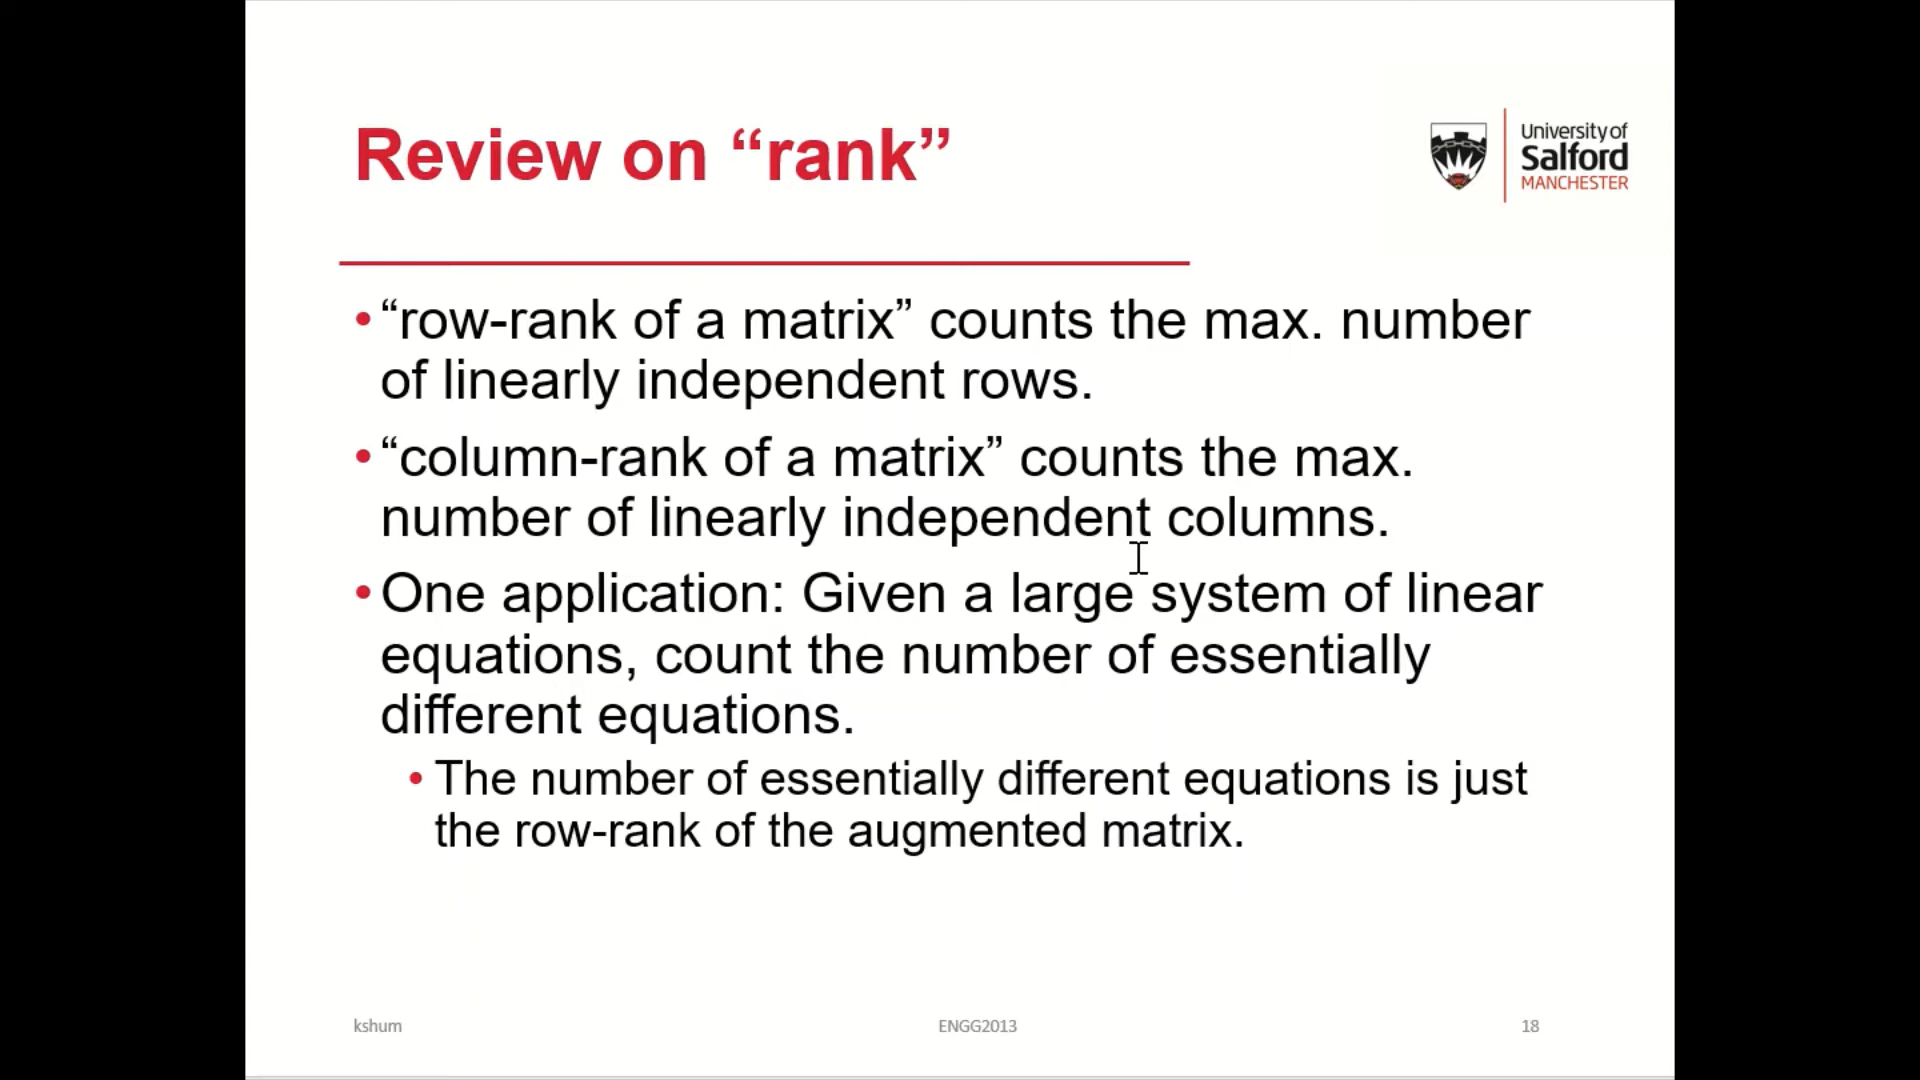 Review on “rank”
University of
Salford
MANCHESTER
•“row-rank of a matrix” counts the max. number
of linearly independent rows.
•“column-rank of a matrix” counts the max.
number of linearly independent columns.
•One application: Given a large system of linear
equations, count the number of essentially
different equations.
• The number of essentially different equations is just
the row-rank of the augmented matrix.
kshum
ENGG2013
18